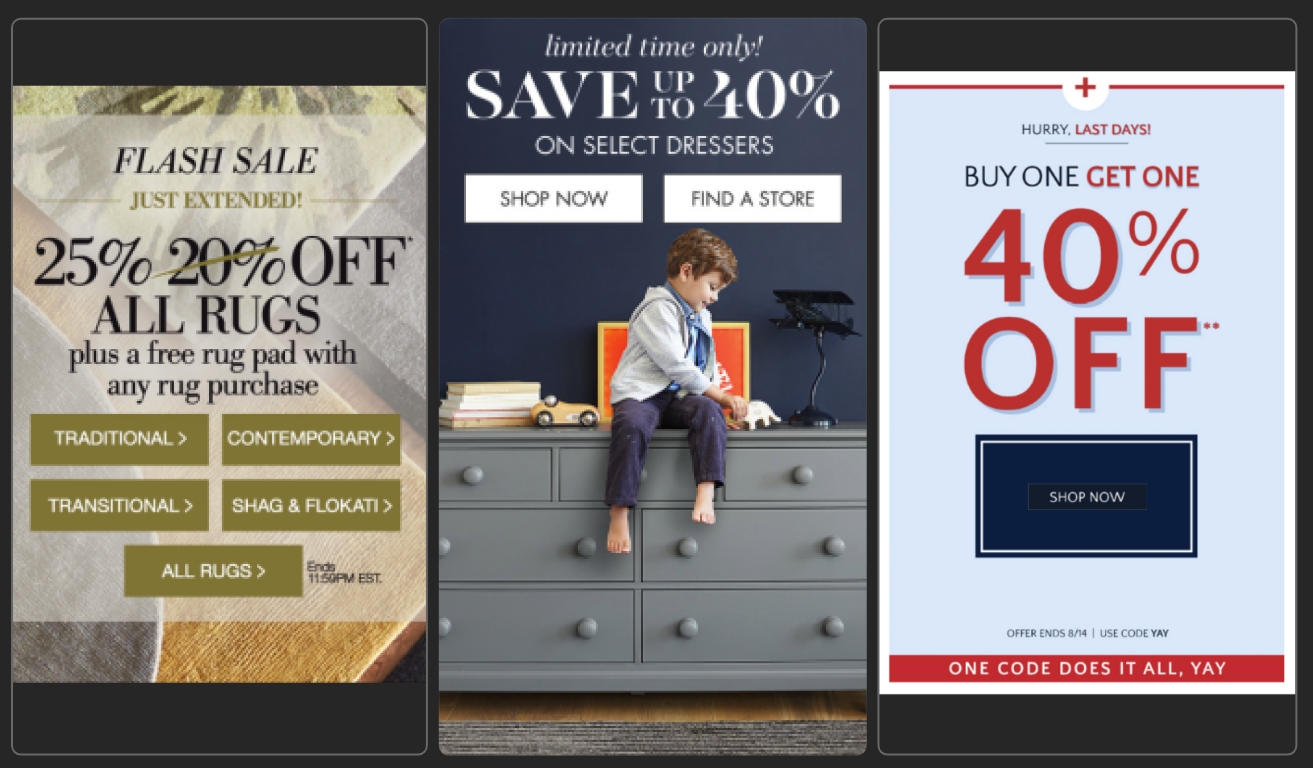 FLASH SALE
JUST EXTENDED!
25% 20% OFF*
ALL RUGS
plus a free rug pad with
any rug purchase
TRADITIONAL >
CONTEMPORARY >
TRANSITIONAL >
SHAG & FLOKATI >
ALL RUGS >
Ends
11:59PM EST.
limited time only!
SAVE UP TO 40%
ON SELECT DRESSERS
SHOP NOW
FIND A STORE
HURRY, LAST DAYS!
BUY ONE GET ONE
40%
OFF**
SHOP NOW
OFFER ENDS 8/14 | USE CODE YAY
ONE CODE DOES IT ALL, YAY